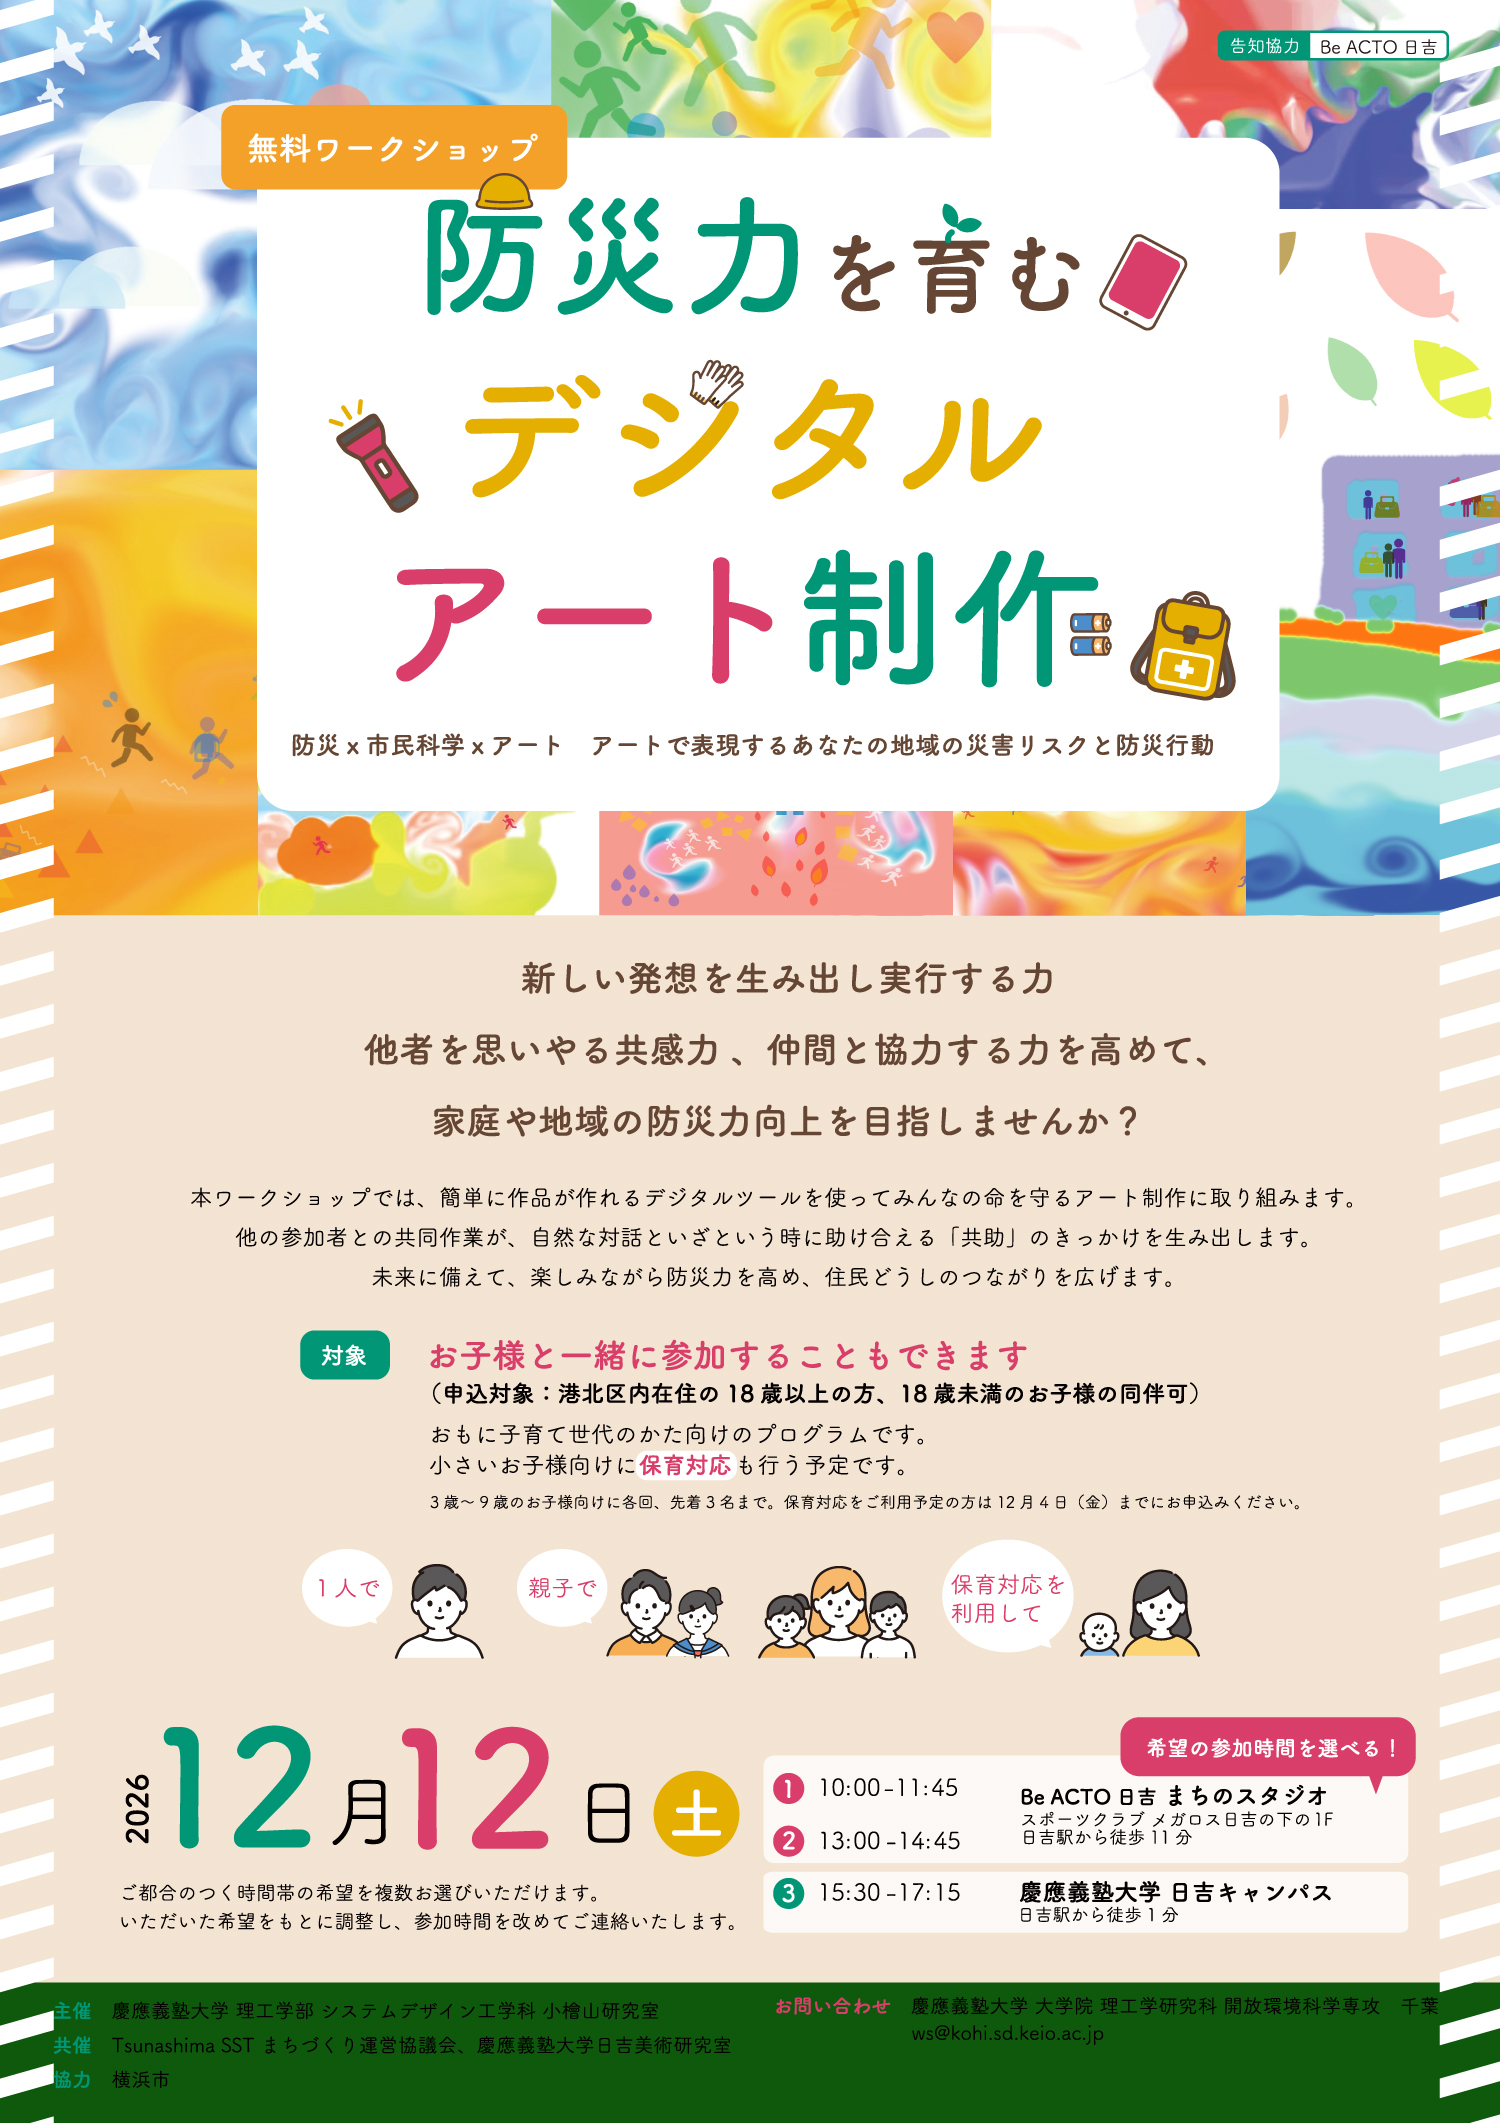 告知協力 Be ACTO 日吉
無料ワークショップ
防災力を育む
デジタル
アート制作
防災 x 市民科学 x アート　アートで表現するあなたの地域の災害リスクと防災行動
新しい発想を生み出し実行する力
他者を思いやる共感力、仲間と協力する力を高めて、
家庭や地域の防災力向上を目指しませんか？
本ワークショップでは、簡単に作品が作れるデジタルツールを使ってみんなの命を守るアート制作に取り組みます。
他の参加者との共同作業が、自然な対話といざという時に助け合える「共助」のきっかけを生み出します。
未来に備えて、楽しみながら防災力を高め、住民どうしのつながりを広げます。
対象
お子様と一緒に参加することもできます
（申込対象：港北区内在住の 18 歳以上の方、18 歳未満のお子様の同伴可）
おもに子育て世代のかた向けのプログラムです。
小さいお子様向けに保育対応も行う予定です。
3 歳〜 9 歳のお子様向けに各回、先着 3 名まで。保育対応をご利用予定の方は 12 月 4 日（金）までにお申込みください。
1 人で
親子で
保育対応を
利用して
2026 12月12日 土
ご都合のつく時間帯の希望を複数お選びいただけます。
いただいた希望をもとに調整し、参加時間を改めてご連絡いたします。
希望の参加時間を選べる！
1 10:00-11:45
2 13:00-14:45
Be ACTO 日吉 まちのスタジオ
スポーツクラブ メガロス日吉の下の 1F
日吉駅から徒歩 11 分
3 15:30-17:15
慶應義塾大学 日吉キャンパス
日吉駅から徒歩 1 分
主催 慶應義塾大学 理工学部 システムデザイン工学科 小檜山研究室
共催 Tsunashima SST まちづくり運営協議会、慶應義塾大学日吉美術研究室
協力 横浜市
お問い合わせ 慶應義塾大学 大学院 理工学研究科 開放環境科学専攻　千葉
ws@kohi.sd.keio.ac.jp